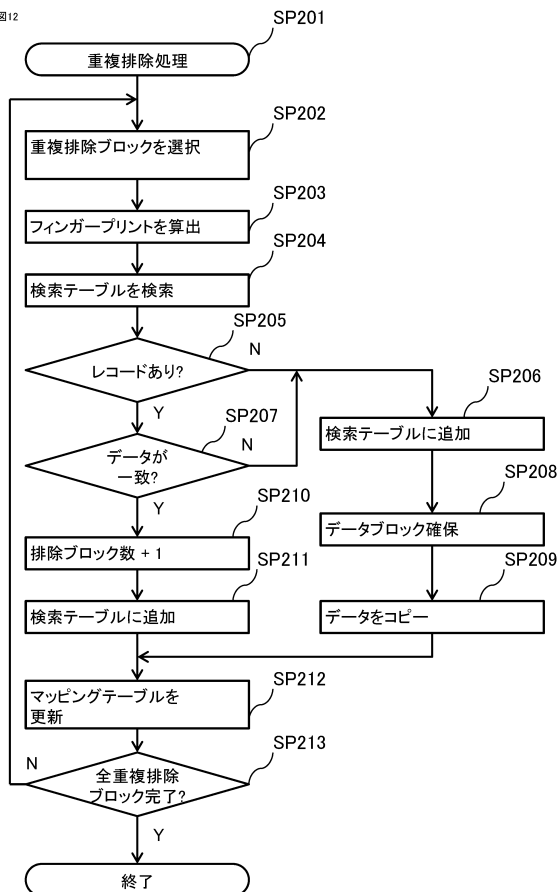 図12
SP201
重複排除処理
SP202
重複排除ブロックを選択
SP203
フィンガープリントを算出
SP204
検索テーブルを検索
SP205
レコードあり?
N
Y
SP206
検索テーブルに追加
SP207
データが
一致?
N
Y
SP208
データブロック確保
SP210
排除ブロック数 + 1
SP209
データをコピー
SP211
検索テーブルに追加
SP212
マッピングテーブルを
更新
SP213
全重複排除
ブロック完了?
N
Y
終了